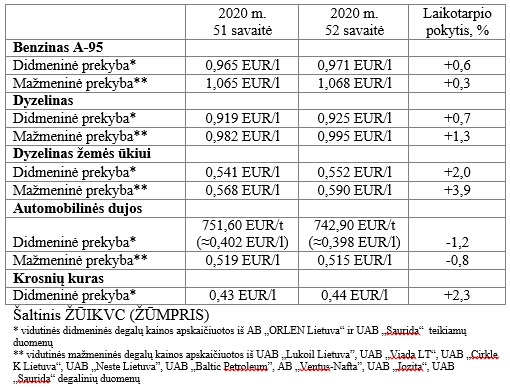 2020 m. 2020 m. Laikotarpio
51 savaitė 52 savaitė pokytis, %
Benzinas A-95
Didmeninė prekyba* 0,965 EUR/l 0,971 EUR/l +0,6
Mažmeninė prekyba** 1,065 EUR/l 1,068 EUR/l +0,3
Dyzelinas
Didmeninė prekyba* 0,919 EUR/l 0,925 EUR/l +0,7
Mažmeninė prekyba** 0,982 EUR/l 0,995 EUR/l +1,3
Dyzelinas žemės ūkiui
Didmeninė prekyba* 0,541 EUR/l 0,552 EUR/l +2,0
Mažmeninė prekyba** 0,568 EUR/l 0,590 EUR/l +3,9
Automobilinės dujos
751,60 EUR/t 742,90 EUR/t
Didmeninė prekyba* (≈0,402 EUR/l) (≈0,398 EUR/l) -1,2
Mažmeninė prekyba** 0,519 EUR/l 0,515 EUR/l -0,8
Krosnių kuras
Didmeninė prekyba* 0,43 EUR/l 0,44 EUR/l +2,3
Šaltinis ŽŪIKVC (ŽŪMPRIS)
* vidutinės didmeninės degalų kainos apskaičiuotos iš AB „ORLEN Lietuva“ ir UAB „Saurida“ teikiamų
duomenų
** vidutinės mažmeninės degalų kainos apskaičiuotos iš UAB „Lukoil Lietuva”, UAB „Viada LT“, UAB „Cirkle
K Lietuva“, UAB „Neste Lietuva”, UAB „Baltic Petroleum”, AB „Ventus-Nafta”, UAB „Jozita“, UAB
„Saurida“ degalinių duomenų